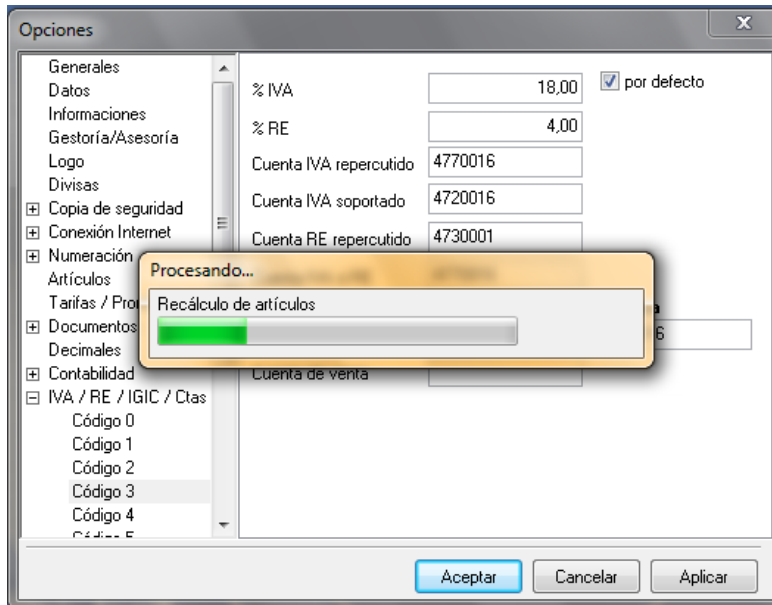 Opciones
Generales
Datos
Informaciones
Gestoría/Asesoría
Logo
Divisas
Copia de seguridad
Conexión Internet
Numeración
Artículos
Tarifas /
Documentos
Decimales
Contabilidad
IVA / RE / IGIC / Ctas
Código 0
Código 1
Código 2
Código 3
Código 4
% IVA
18,00
por defecto
% RE
4,00
Cuenta IVA repercutido
4770016
Cuenta IVA soportado
4720016
Cuenta RE repercutido
4730001
Procesando...
Recálculo de artículos
6
Cuenta de venta
Aceptar
Cancelar
Aplicar